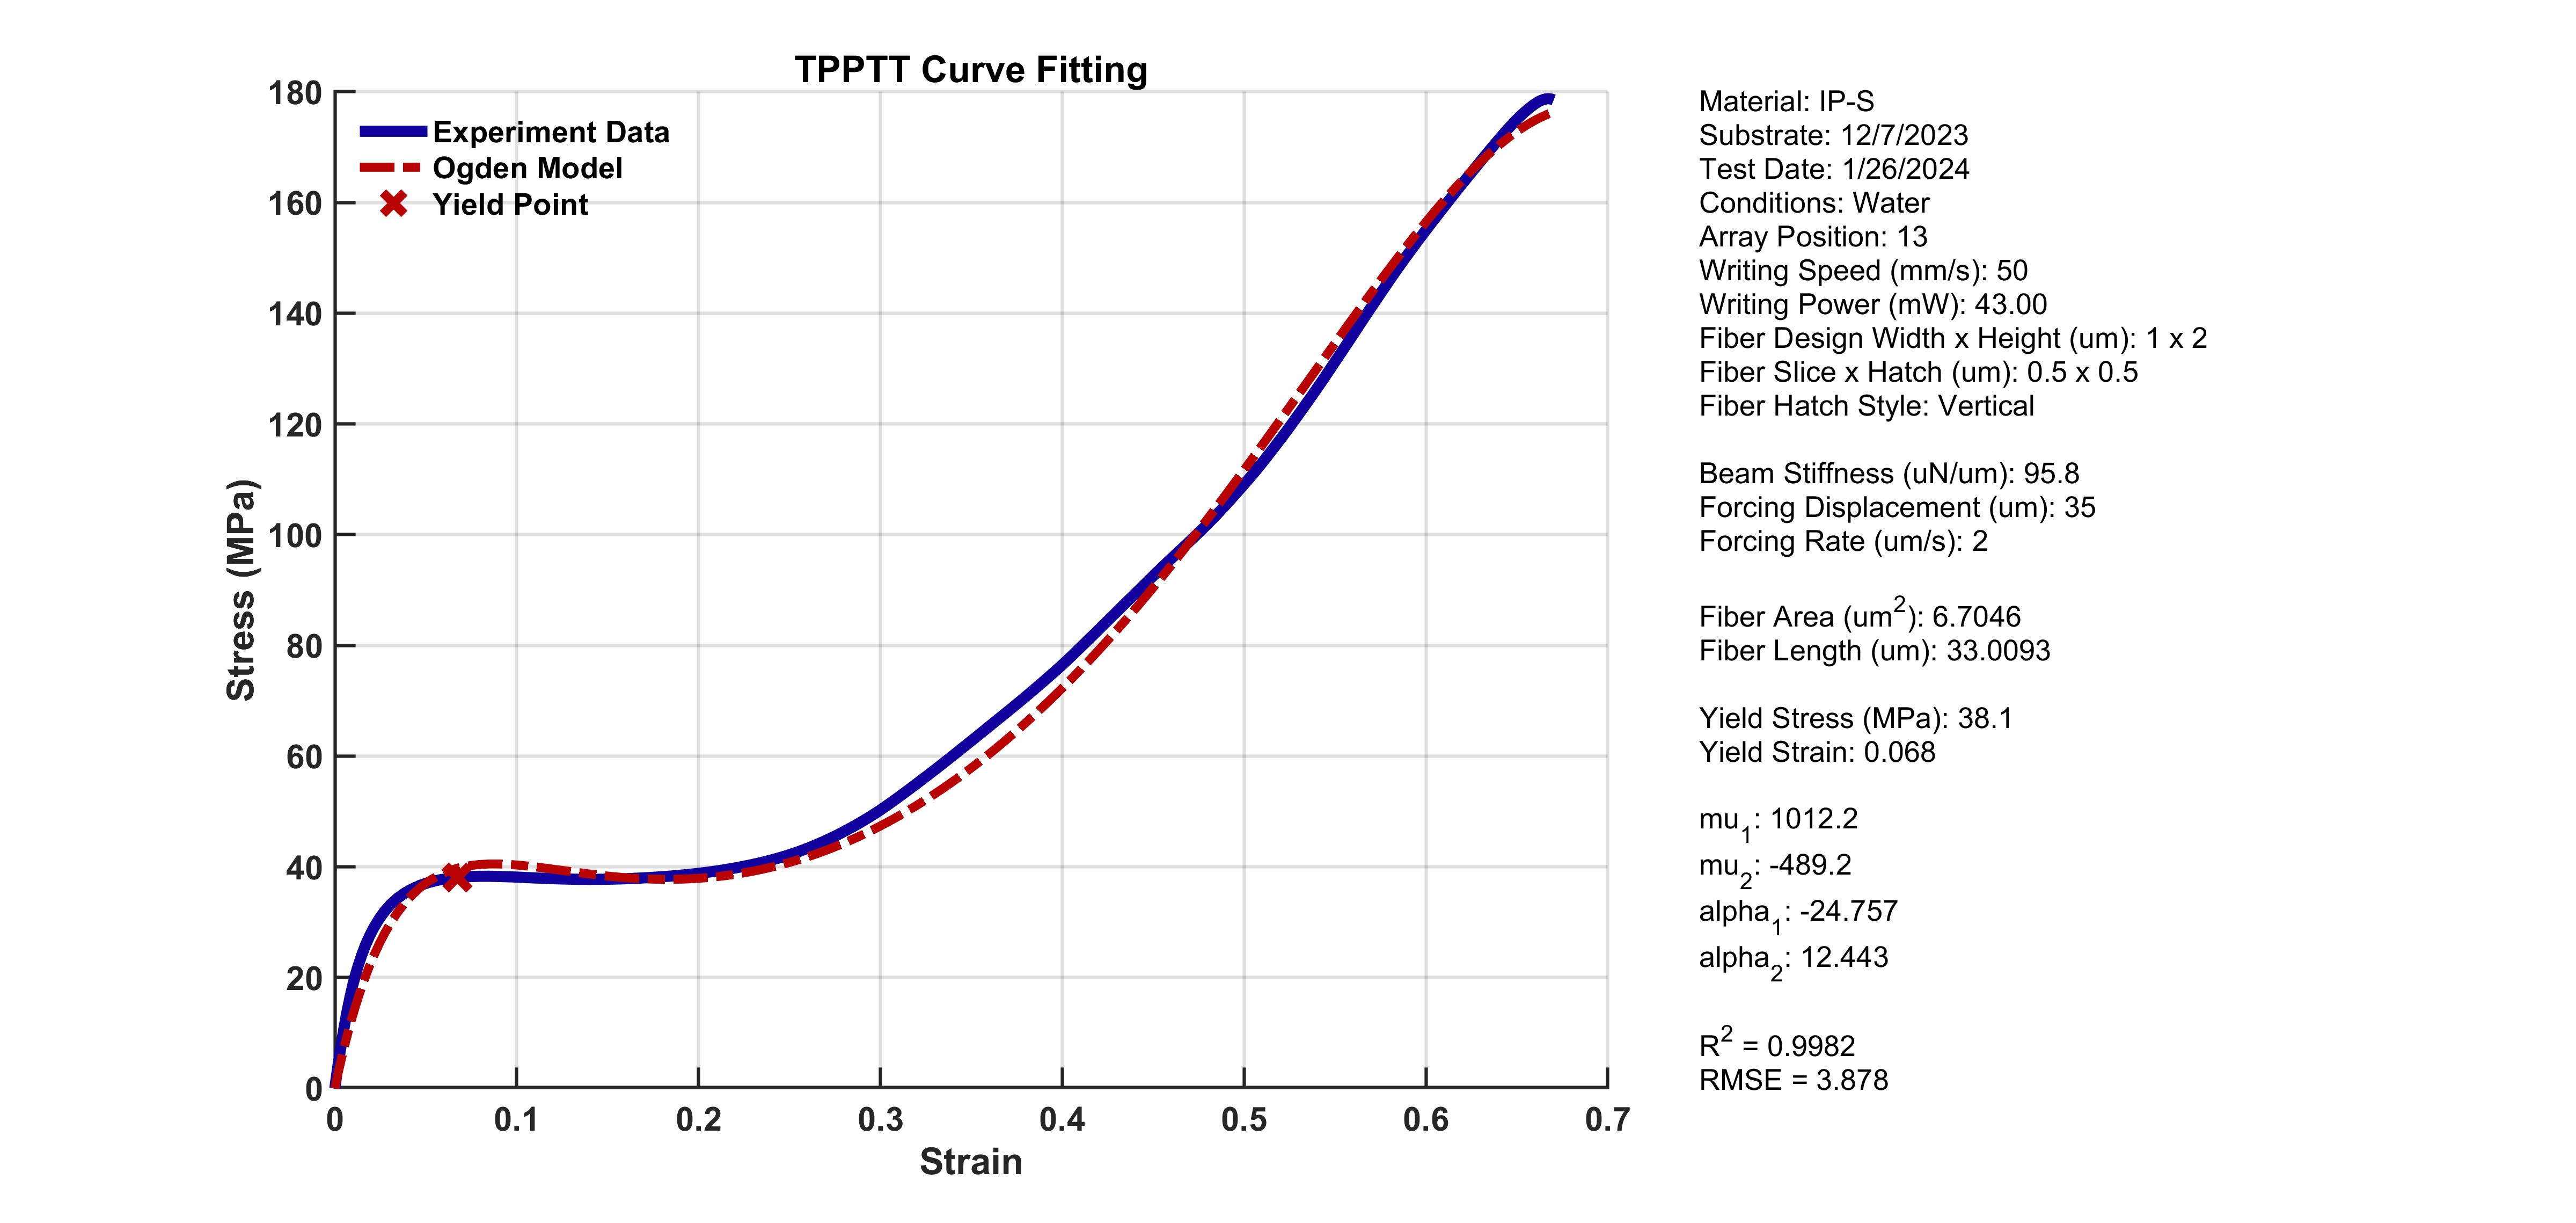 TPPTT Curve Fitting
180
160
140
120
100
80
60
40
20
0
Stress (MPa)
Experiment Data
Ogden Model
Yield Point
0 0.1 0.2 0.3 0.4 0.5 0.6 0.7
Strain
Material: IP-S
Substrate: 12/7/2023
Test Date: 1/26/2024
Conditions: Water
Array Position: 13
Writing Speed (mm/s): 50
Writing Power (mW): 43.00
Fiber Design Width x Height (um): 1 x 2
Fiber Slice x Hatch (um): 0.5 x 0.5
Fiber Hatch Style: Vertical
Beam Stiffness (uN/um): 95.8
Forcing Displacement (um): 35
Forcing Rate (um/s): 2
Fiber Area (um²): 6.7046
Fiber Length (um): 33.0093
Yield Stress (MPa): 38.1
Yield Strain: 0.068
mu₁: 1012.2
mu₂: -489.2
alpha₁: -24.757
alpha₂: 12.443
R² = 0.9982
RMSE = 3.878